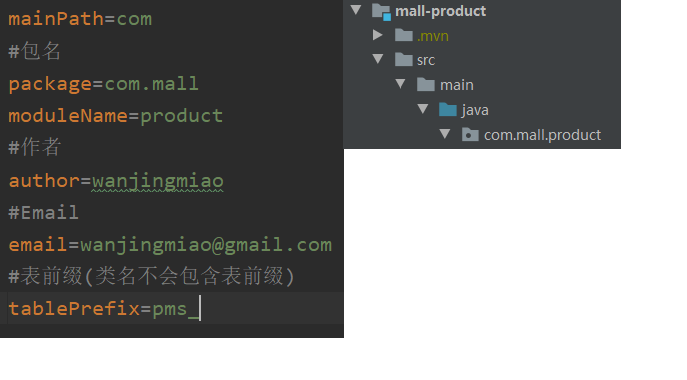 mainPath=com
#包名
package=com.mall
moduleName=product
#作者
author=wanjingmiao
#Email
email=wanjingmiao@gmail.com
#表前缀(类名不会包含表前缀)
tablePrefix=pms_
mall-product
.mvn
src
main
java
com.mall.product